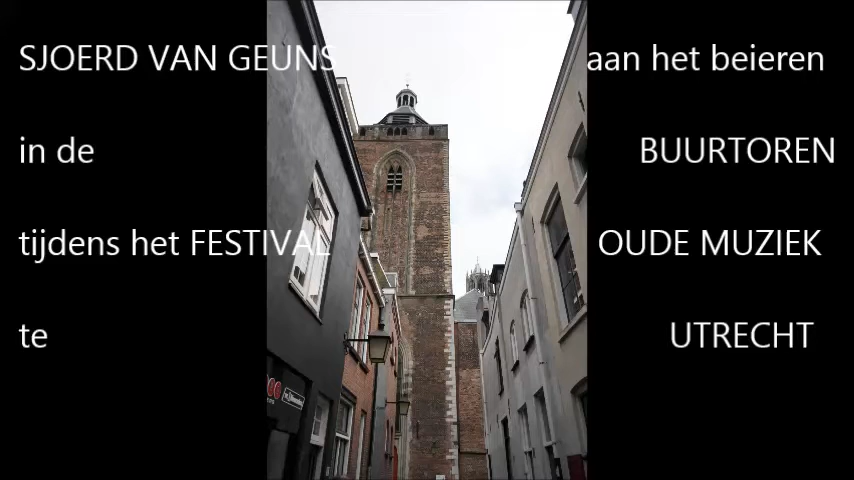 SJOERD VAN GEUNS aan het beieren
in de BUURTOREN
tijdens het FESTIVAL OUDE MUZIEK
te UTRECHT